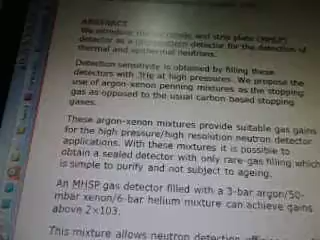 ABSTRACT
We introduce the and strip plate (MHSP)
detector as a detector for the detection of
thermal and epithermal neutrons.
Detection sensitivity is obtained by filling these
detectors with 3He at high pressures. We propose the
use of argon-xenon penning mixtures as the stopping
gas as opposed to the usual carbon based stopping
gases.
These argon-xenon mixtures provide suitable gas gains
for the high pressure/high resolution neutron detector
applications. With these mixtures it is possible to
obtain a sealed detector with only rare-gas filling which
is simple to purify and not subject to ageing.
An MHSP gas detector filled with a 3-bar argon/50-
mbar xenon/6-bar helium mixture can achieve gains
above 2×103.
This mixture allows neutron detection